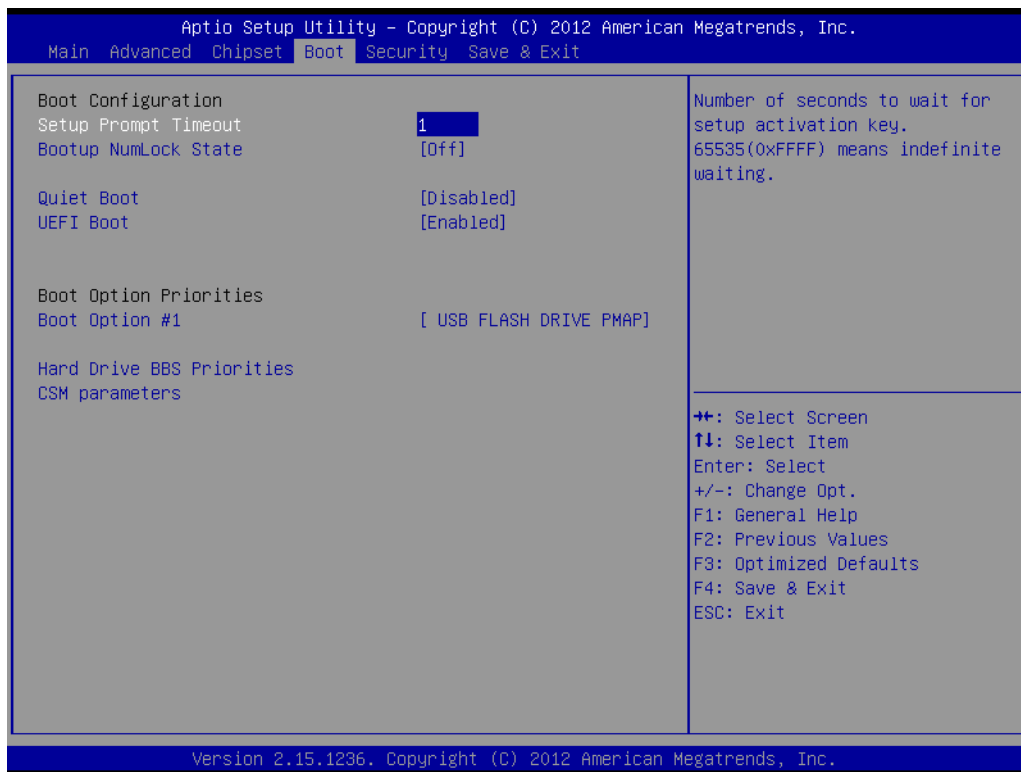 Aptio Setup Utility – Copyright (C) 2012 American Megatrends, Inc.
Main Advanced Chipset Boot Security Save & Exit
Boot Configuration
Setup Prompt Timeout 1
Bootup NumLock State [Off]
Quiet Boot [Disabled]
UEFI Boot [Enabled]
Boot Option Priorities
Boot Option #1 [ USB FLASH DRIVE PMAP]
Hard Drive BBS Priorities
CSM parameters
Number of seconds to wait for
setup activation key.
65535(0xFFFF) means indefinite
waiting.
→←: Select Screen
↑↓: Select Item
Enter: Select
+/-: Change Opt.
F1: General Help
F2: Previous Values
F3: Optimized Defaults
F4: Save & Exit
ESC: Exit
Version 2.15.1236. Copyright (C) 2012 American Megatrends, Inc.